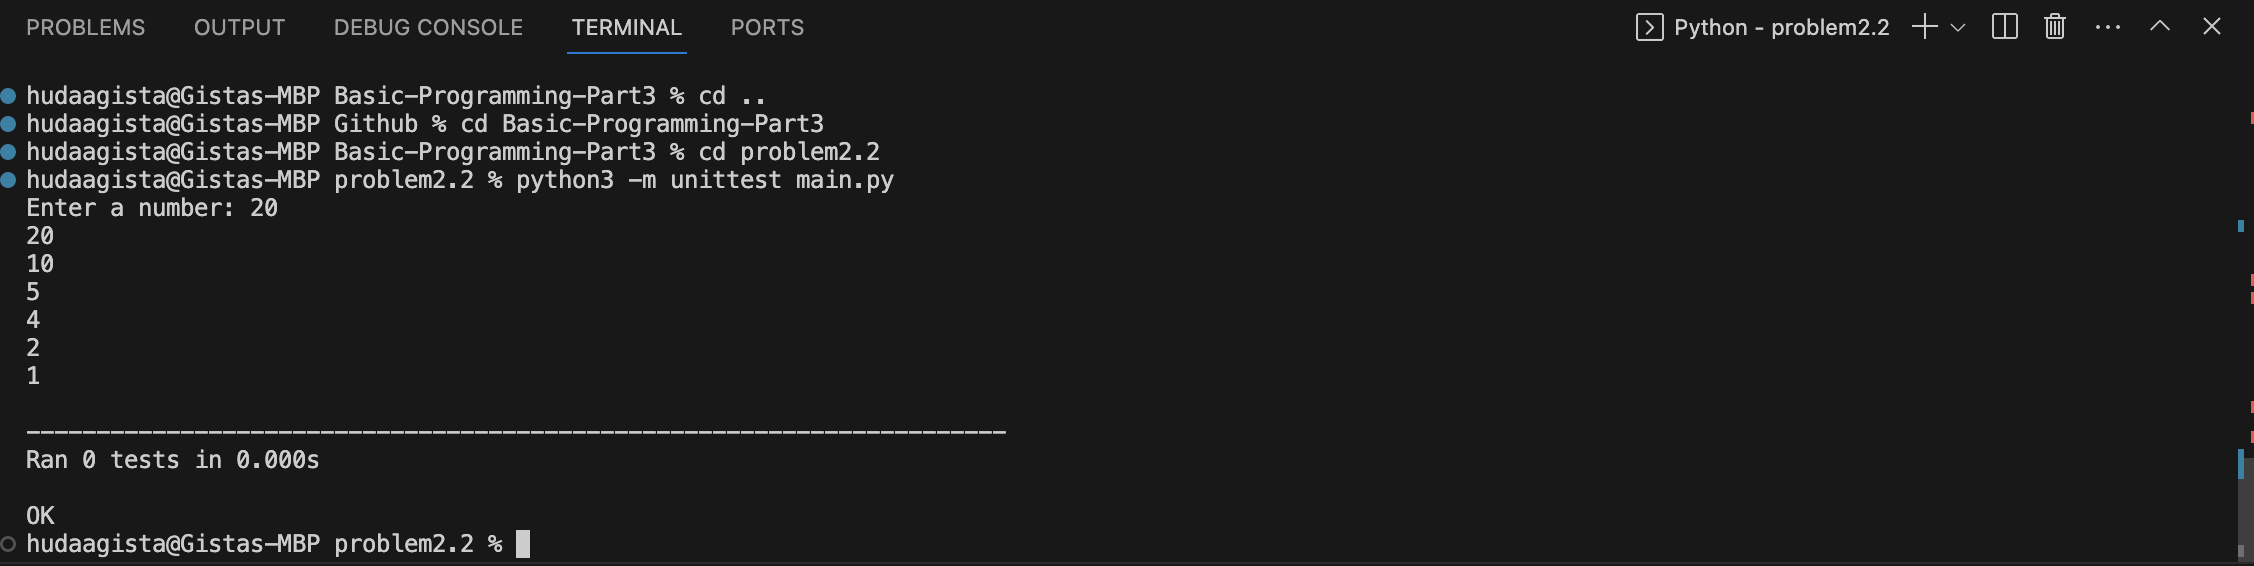 PROBLEMS OUTPUT DEBUG CONSOLE TERMINAL PORTS Python - problem2.2
hudaagista@Gistas-MBP Basic-Programming-Part3 % cd ..
hudaagista@Gistas-MBP Github % cd Basic-Programming-Part3
hudaagista@Gistas-MBP Basic-Programming-Part3 % cd problem2.2
hudaagista@Gistas-MBP problem2.2 % python3 -m unittest main.py
Enter a number: 20
20
10
5
4
2
1
----------------------------------------------------------------------
Ran 0 tests in 0.000s
OK
hudaagista@Gistas-MBP problem2.2 %